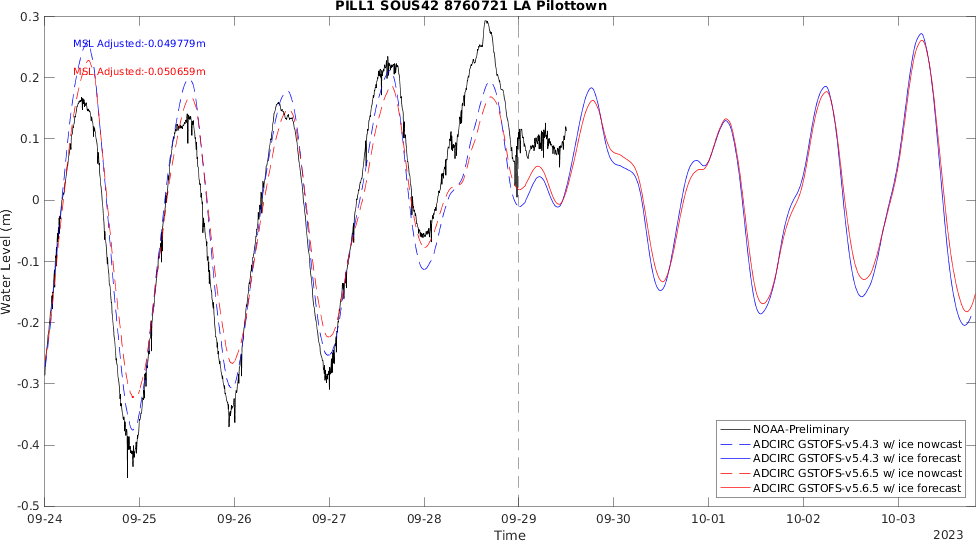 PILL1 SOUS42 8760721 LA Pilottown
MSL Adjusted:-0.049779m
MSL Adjusted:-0.050659m
Water Level (m)
0.3
0.2
0.1
0
-0.1
-0.2
-0.3
-0.4
-0.5
NOAA-Preliminary
ADCIRC GSTOFS-v5.4.3 w/ ice nowcast
ADCIRC GSTOFS-v5.4.3 w/ ice forecast
ADCIRC GSTOFS-v5.6.5 w/ ice nowcast
ADCIRC GSTOFS-v5.6.5 w/ ice forecast
09-24 09-25 09-26 09-27 09-28 09-29 09-30 10-01 10-02 10-03
Time
2023